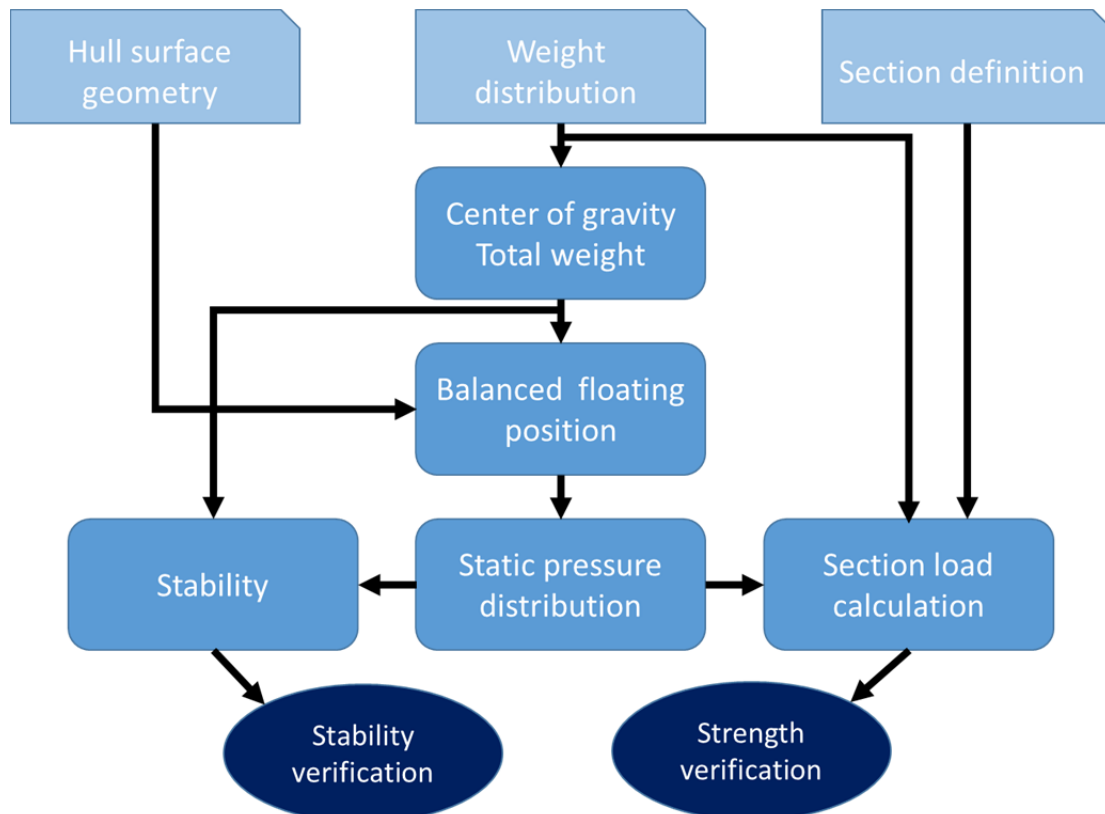 Hull surface
geometry
Weight
distribution
Section definition
Center of gravity
Total weight
Balanced floating
position
Stability
Static pressure
distribution
Section load
calculation
Stability
verification
Strength
verification